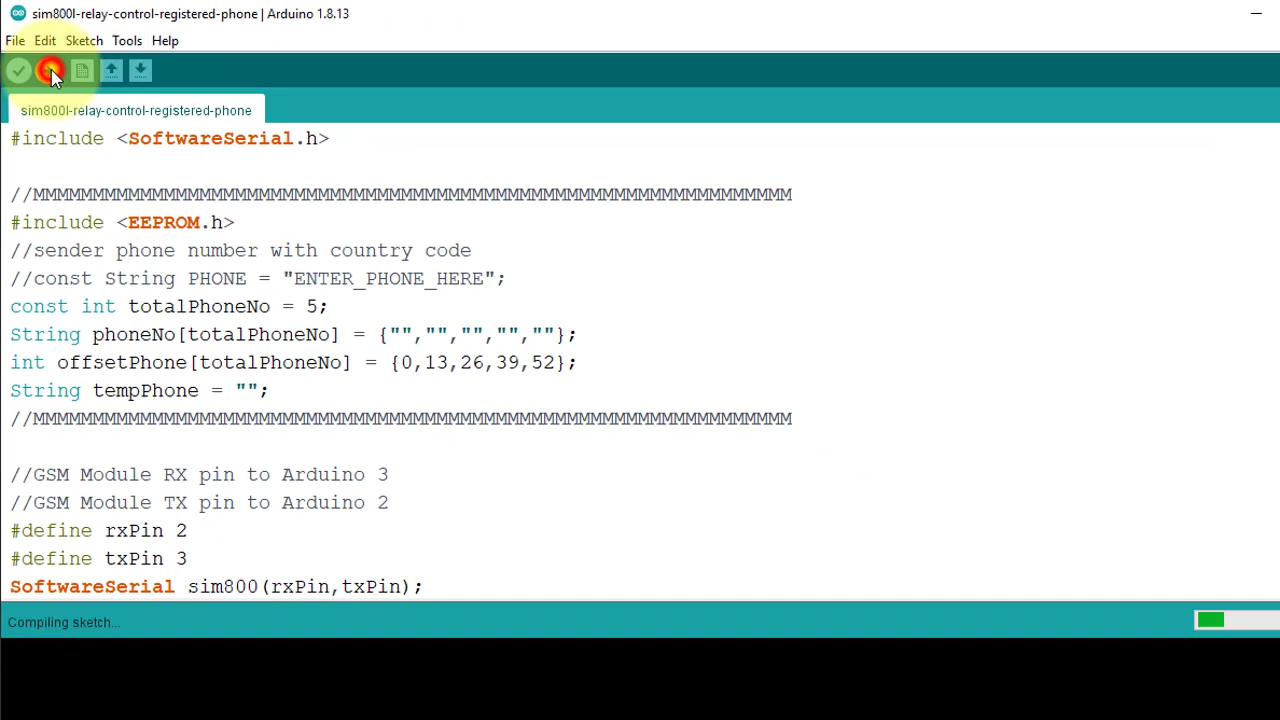 sim800l-relay-control-registered-phone | Arduino 1.8.13
File Edit Sketch Tools Help
sim800l-relay-control-registered-phone
#include <SoftwareSerial.h>
//MMMMMMMMMMMMMMMMMMMMMMMMMMMMMMMMMMMMMMMMMMMMMMMMMMMMMMMMMMMMMMMM
#include <EEPROM.h>
//sender phone number with country code
//const String PHONE = "ENTER_PHONE_HERE";
const int totalPhoneNo = 5;
String phoneNo[totalPhoneNo] = {"","","","",""};
int offsetPhone[totalPhoneNo] = {0,13,26,39,52};
String tempPhone = "";
//MMMMMMMMMMMMMMMMMMMMMMMMMMMMMMMMMMMMMMMMMMMMMMMMMMMMMMMMMMMMMMMM
//GSM Module RX pin to Arduino 3
//GSM Module TX pin to Arduino 2
#define rxPin 2
#define txPin 3
SoftwareSerial sim800(rxPin,txPin);
Compiling sketch...